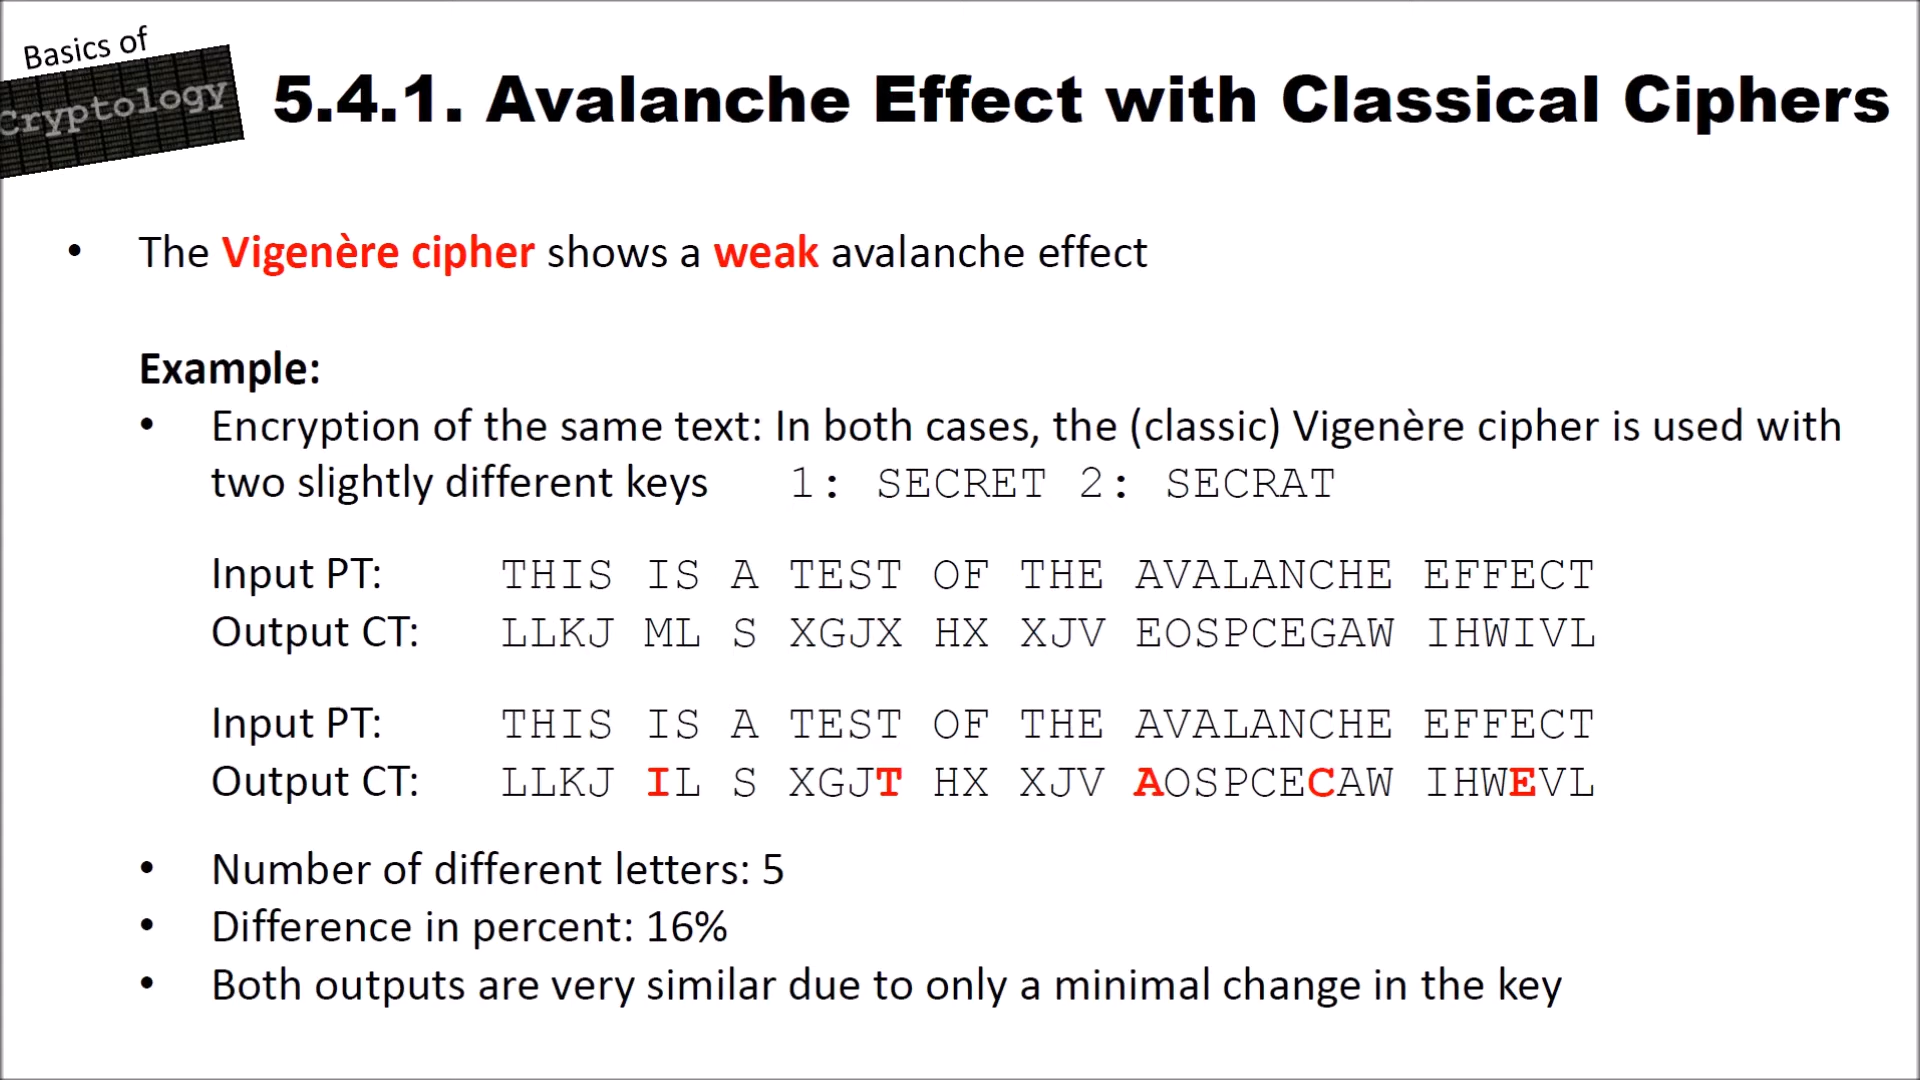 Basics of
Cryptology
5.4.1. Avalanche Effect with Classical Ciphers
• The Vigenère cipher shows a weak avalanche effect
Example:
• Encryption of the same text: In both cases, the (classic) Vigenère cipher is used with
two slightly different keys 1: SECRET 2: SECRAT
Input PT: THIS IS A TEST OF THE AVALANCHE EFFECT
Output CT: LLKJ ML S XGJX HX XJV EOSPCEGAW IHWIVL
Input PT: THIS IS A TEST OF THE AVALANCHE EFFECT
Output CT: LLKJ IL S XGJT HX XJV AOSPCECAW IHWEVL
• Number of different letters: 5
• Difference in percent: 16%
• Both outputs are very similar due to only a minimal change in the key